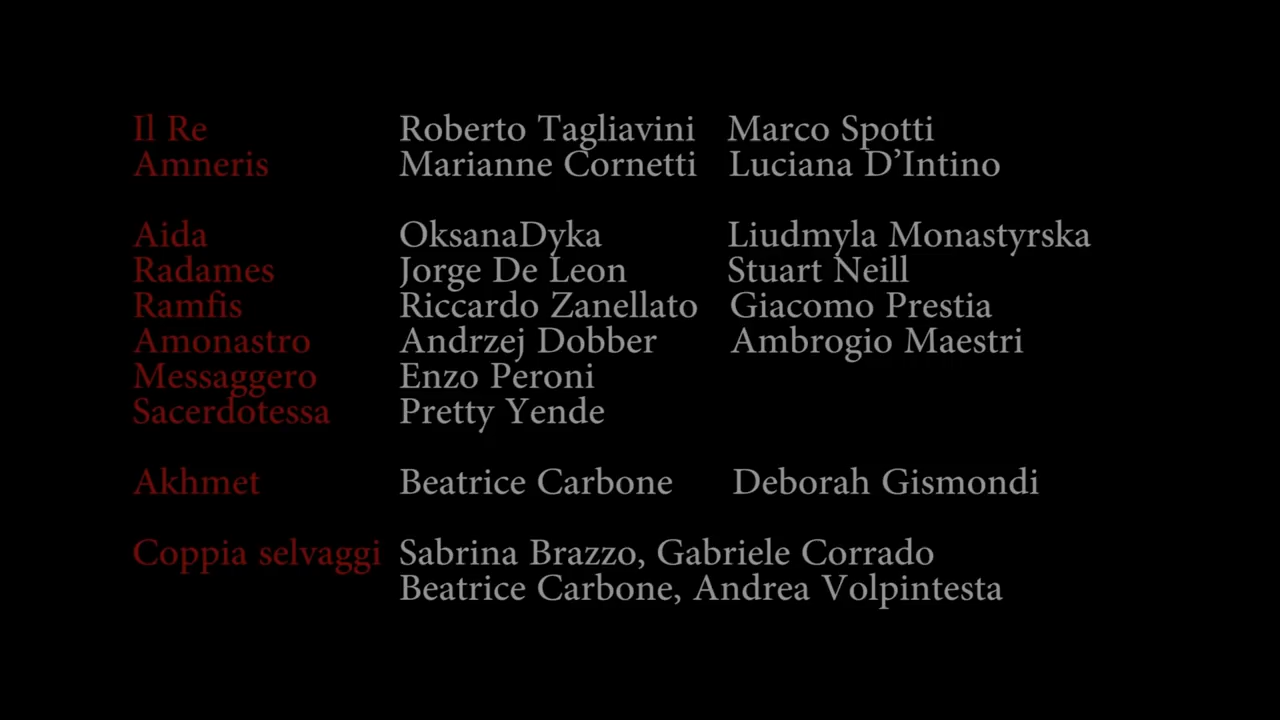 Il Re Roberto Tagliavini Marco Spotti
Amneris Marianne Cornetti Luciana D’Intino
Aida OksanaDyka Liudmyla Monastyrska
Radames Jorge De Leon Stuart Neill
Ramfis Riccardo Zanellato Giacomo Prestia
Amonastro Andrzej Dobber Ambrogio Maestri
Messaggero Enzo Peroni
Sacerdotessa Pretty Yende
Akhmet Beatrice Carbone Deborah Gismondi
Coppia selvaggi Sabrina Brazzo, Gabriele Corrado
Beatrice Carbone, Andrea Volpintesta